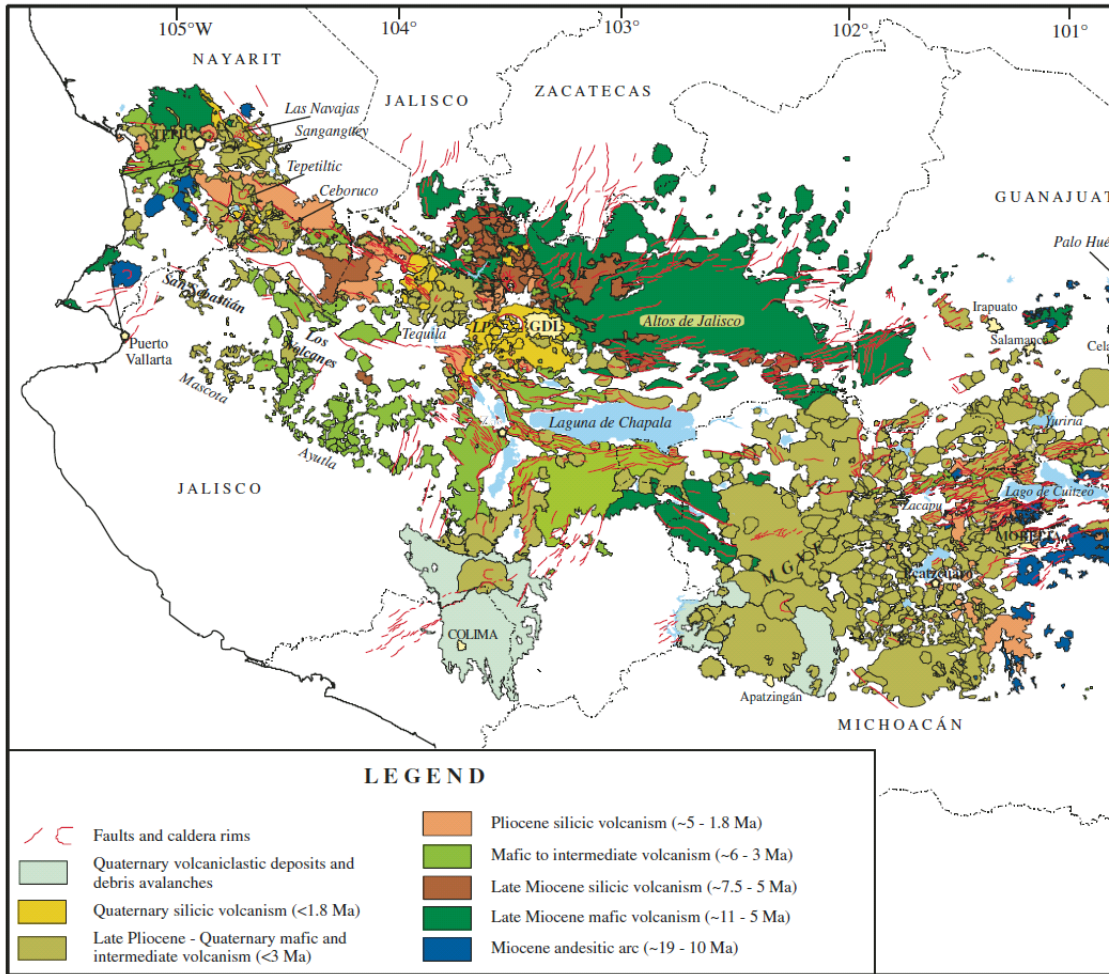 105°W
104°
103°
102°
101°
NAYARIT
JALISCO
ZACATECAS
Las Navajas
Sangangüey
Tepetiltic
Ceboruco
GUANAJUAT
Palo Hué
San Sebastián
Puerto
Vallarta
Los
Volcanes
Mascota
Ayutla
Tequila
LP
GDL
Altos de Jalisco
Irapuato
Salamanca
Cela
Laguna de Chapala
Yuriria
Lago de Cuitzeo
Zacapu
MORELIA
JALISCO
MGVF
Pátzcuaro
COLIMA
Apatzingán
MICHOACÁN
LEGEND
Faults and caldera rims
Quaternary volcaniclastic deposits and
debris avalanches
Quaternary silicic volcanism (<1.8 Ma)
Late Pliocene - Quaternary mafic and
intermediate volcanism (<3 Ma)
Pliocene silicic volcanism (~5 - 1.8 Ma)
Mafic to intermediate volcanism (~6 - 3 Ma)
Late Miocene silicic volcanism (~7.5 - 5 Ma)
Late Miocene mafic volcanism (~11 - 5 Ma)
Miocene andesitic arc (~19 - 10 Ma)